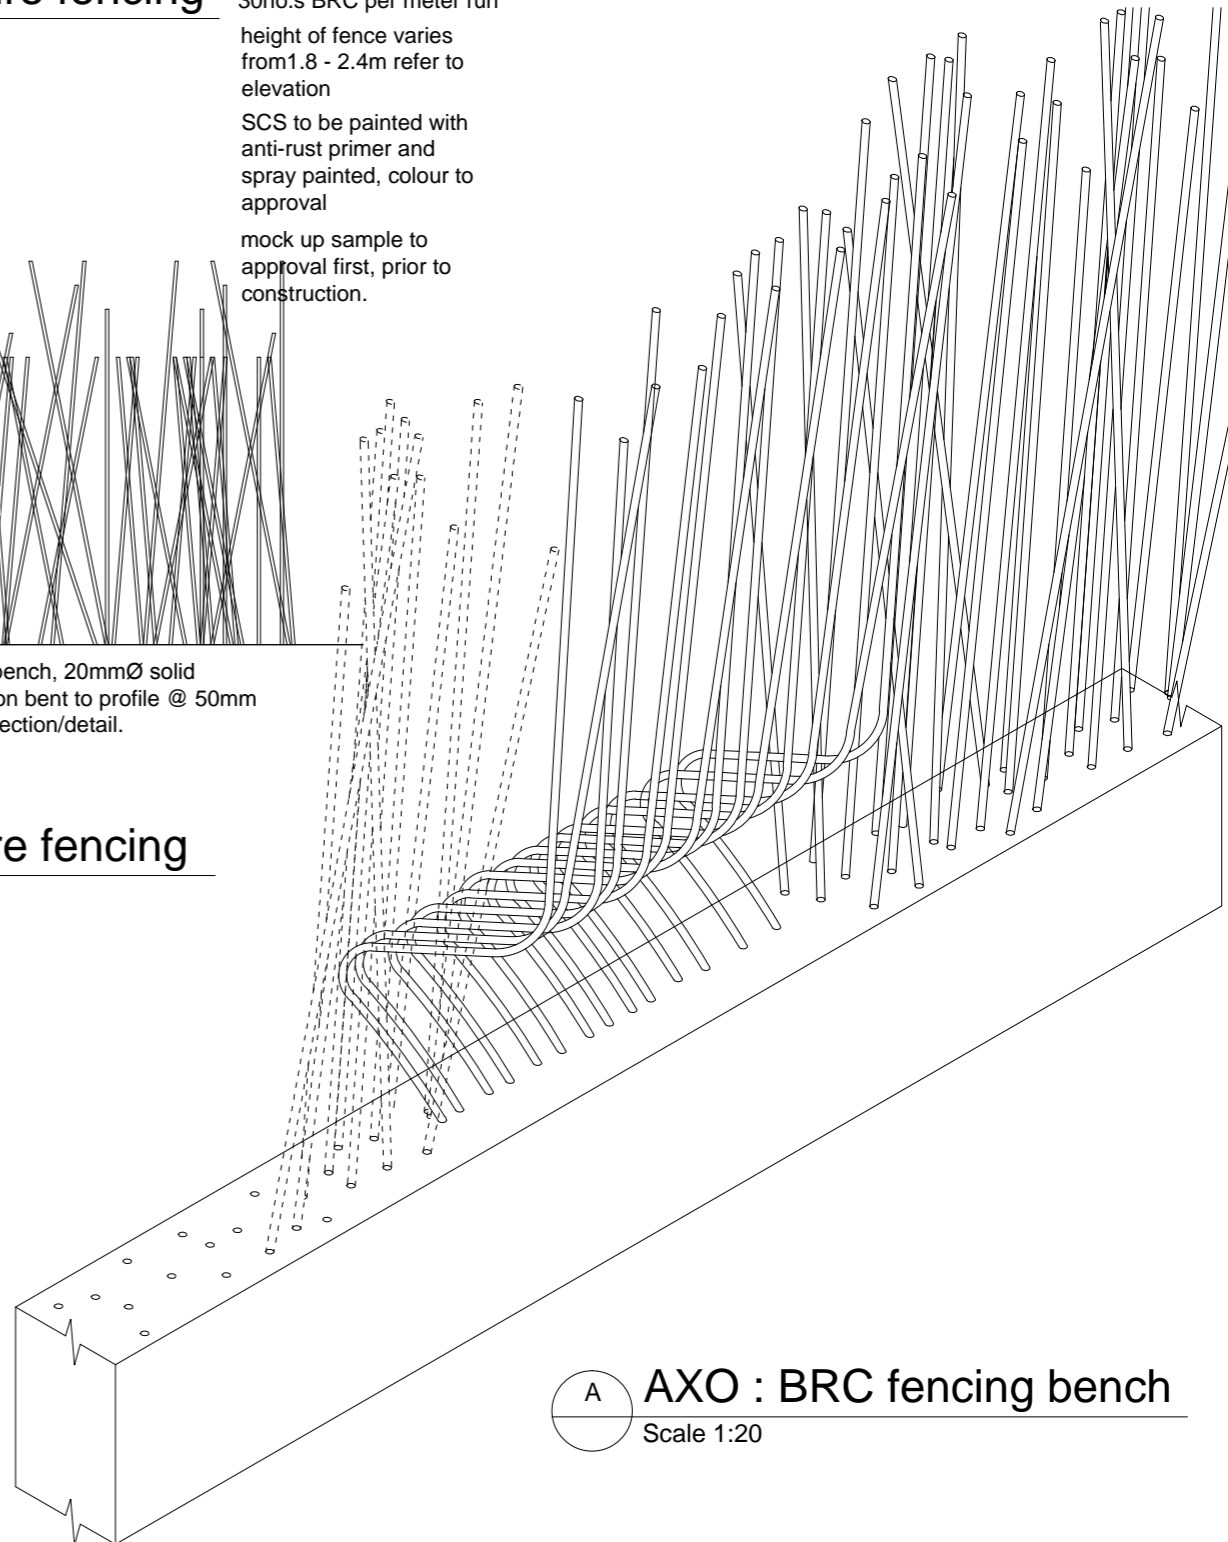 30no.s BRC per meter run
height of fence varies
from1.8 - 2.4m refer to
elevation
SCS to be painted with
anti-rust primer and
spray painted, colour to
approval
mock up sample to
approval first, prior to
construction.
bench, 20mmØ solid
on bent to profile @ 50mm
ection/detail.
re fencing
A
AXO : BRC fencing bench
Scale 1:20